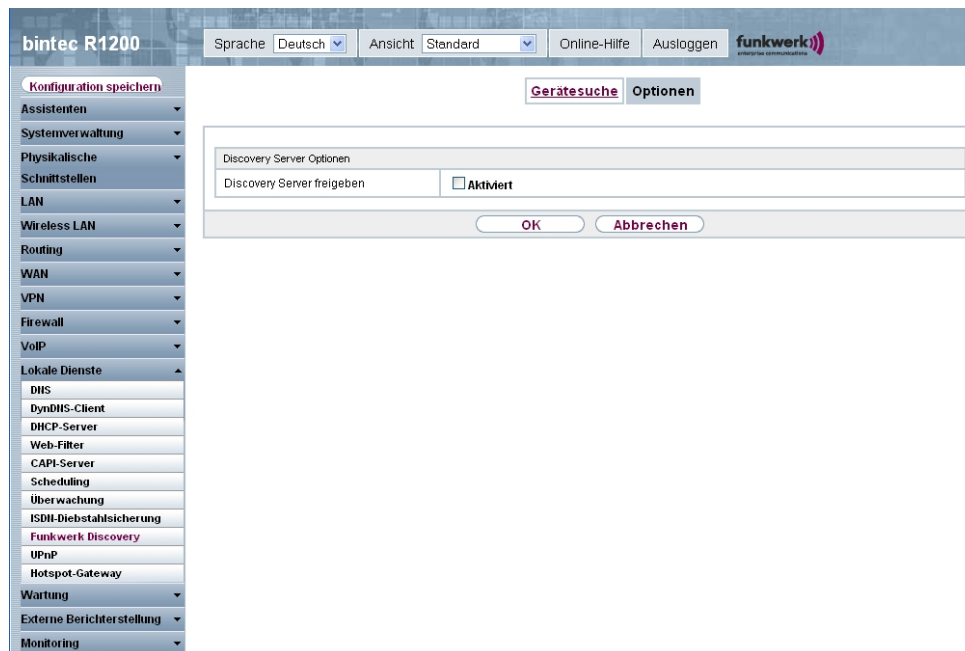 bintec R1200
Sprache Deutsch Ansicht Standard Online-Hilfe Ausloggen funkwerk
enterprise communications
Konfiguration speichern
Gerätesuche Optionen
Assistenten
Systemverwaltung
Physikalische
Schnittstellen
LAN
Wireless LAN
Routing
WAN
VPN
Firewall
VoIP
Lokale Dienste
DNS
DynDNS-Client
DHCP-Server
Web-Filter
CAPI-Server
Scheduling
Überwachung
ISDN-Diebstahlsicherung
Funkwerk Discovery
UPnP
Hotspot-Gateway
Wartung
Externe Berichterstellung
Monitoring
Discovery Server Optionen
Discovery Server freigeben Aktiviert
OK Abbrechen